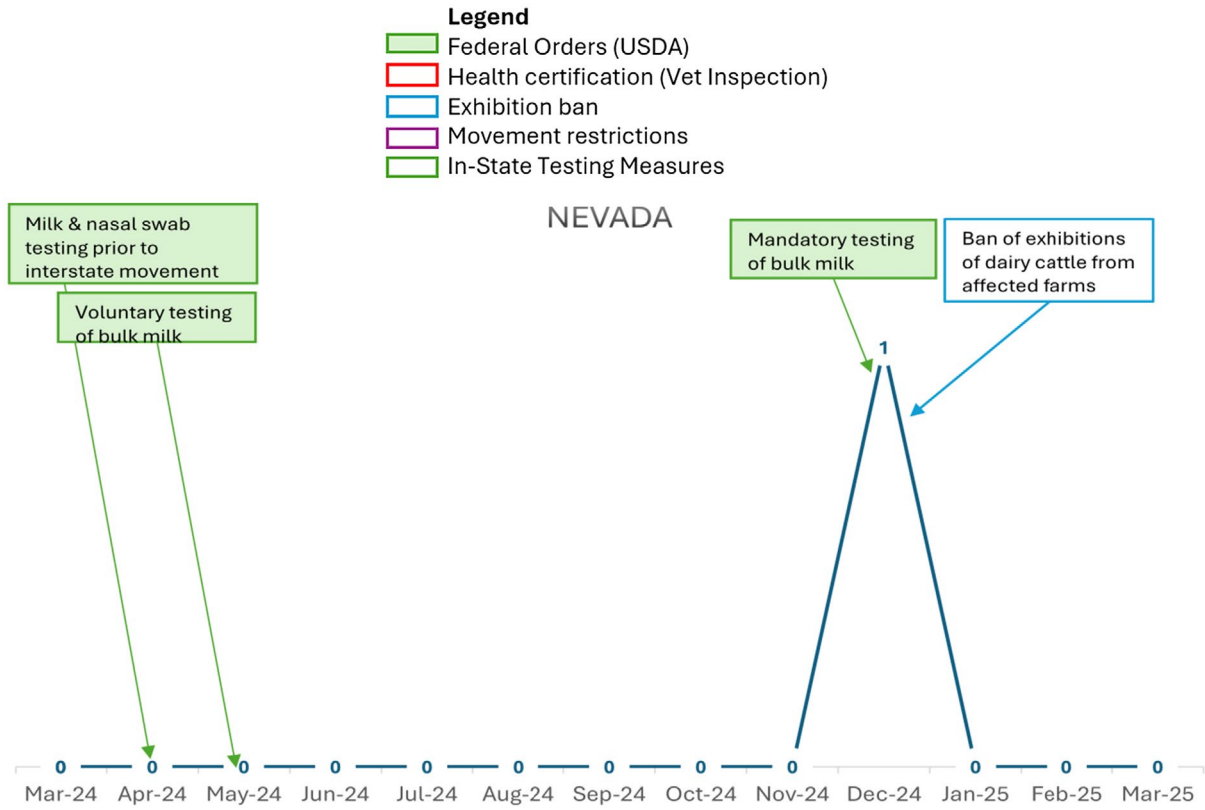 Legend
Federal Orders (USDA)
Health certification (Vet Inspection)
Exhibition ban
Movement restrictions
In-State Testing Measures
NEVADA
Milk & nasal swab
testing prior to
interstate movement
Voluntary testing
of bulk milk
Mandatory testing
of bulk milk
Ban of exhibitions
of dairy cattle from
affected farms
1
0 0 0 0 0 0 0 0 0 0 0 0
Mar-24 Apr-24 May-24 Jun-24 Jul-24 Aug-24 Sep-24 Oct-24 Nov-24 Dec-24 Jan-25 Feb-25 Mar-25